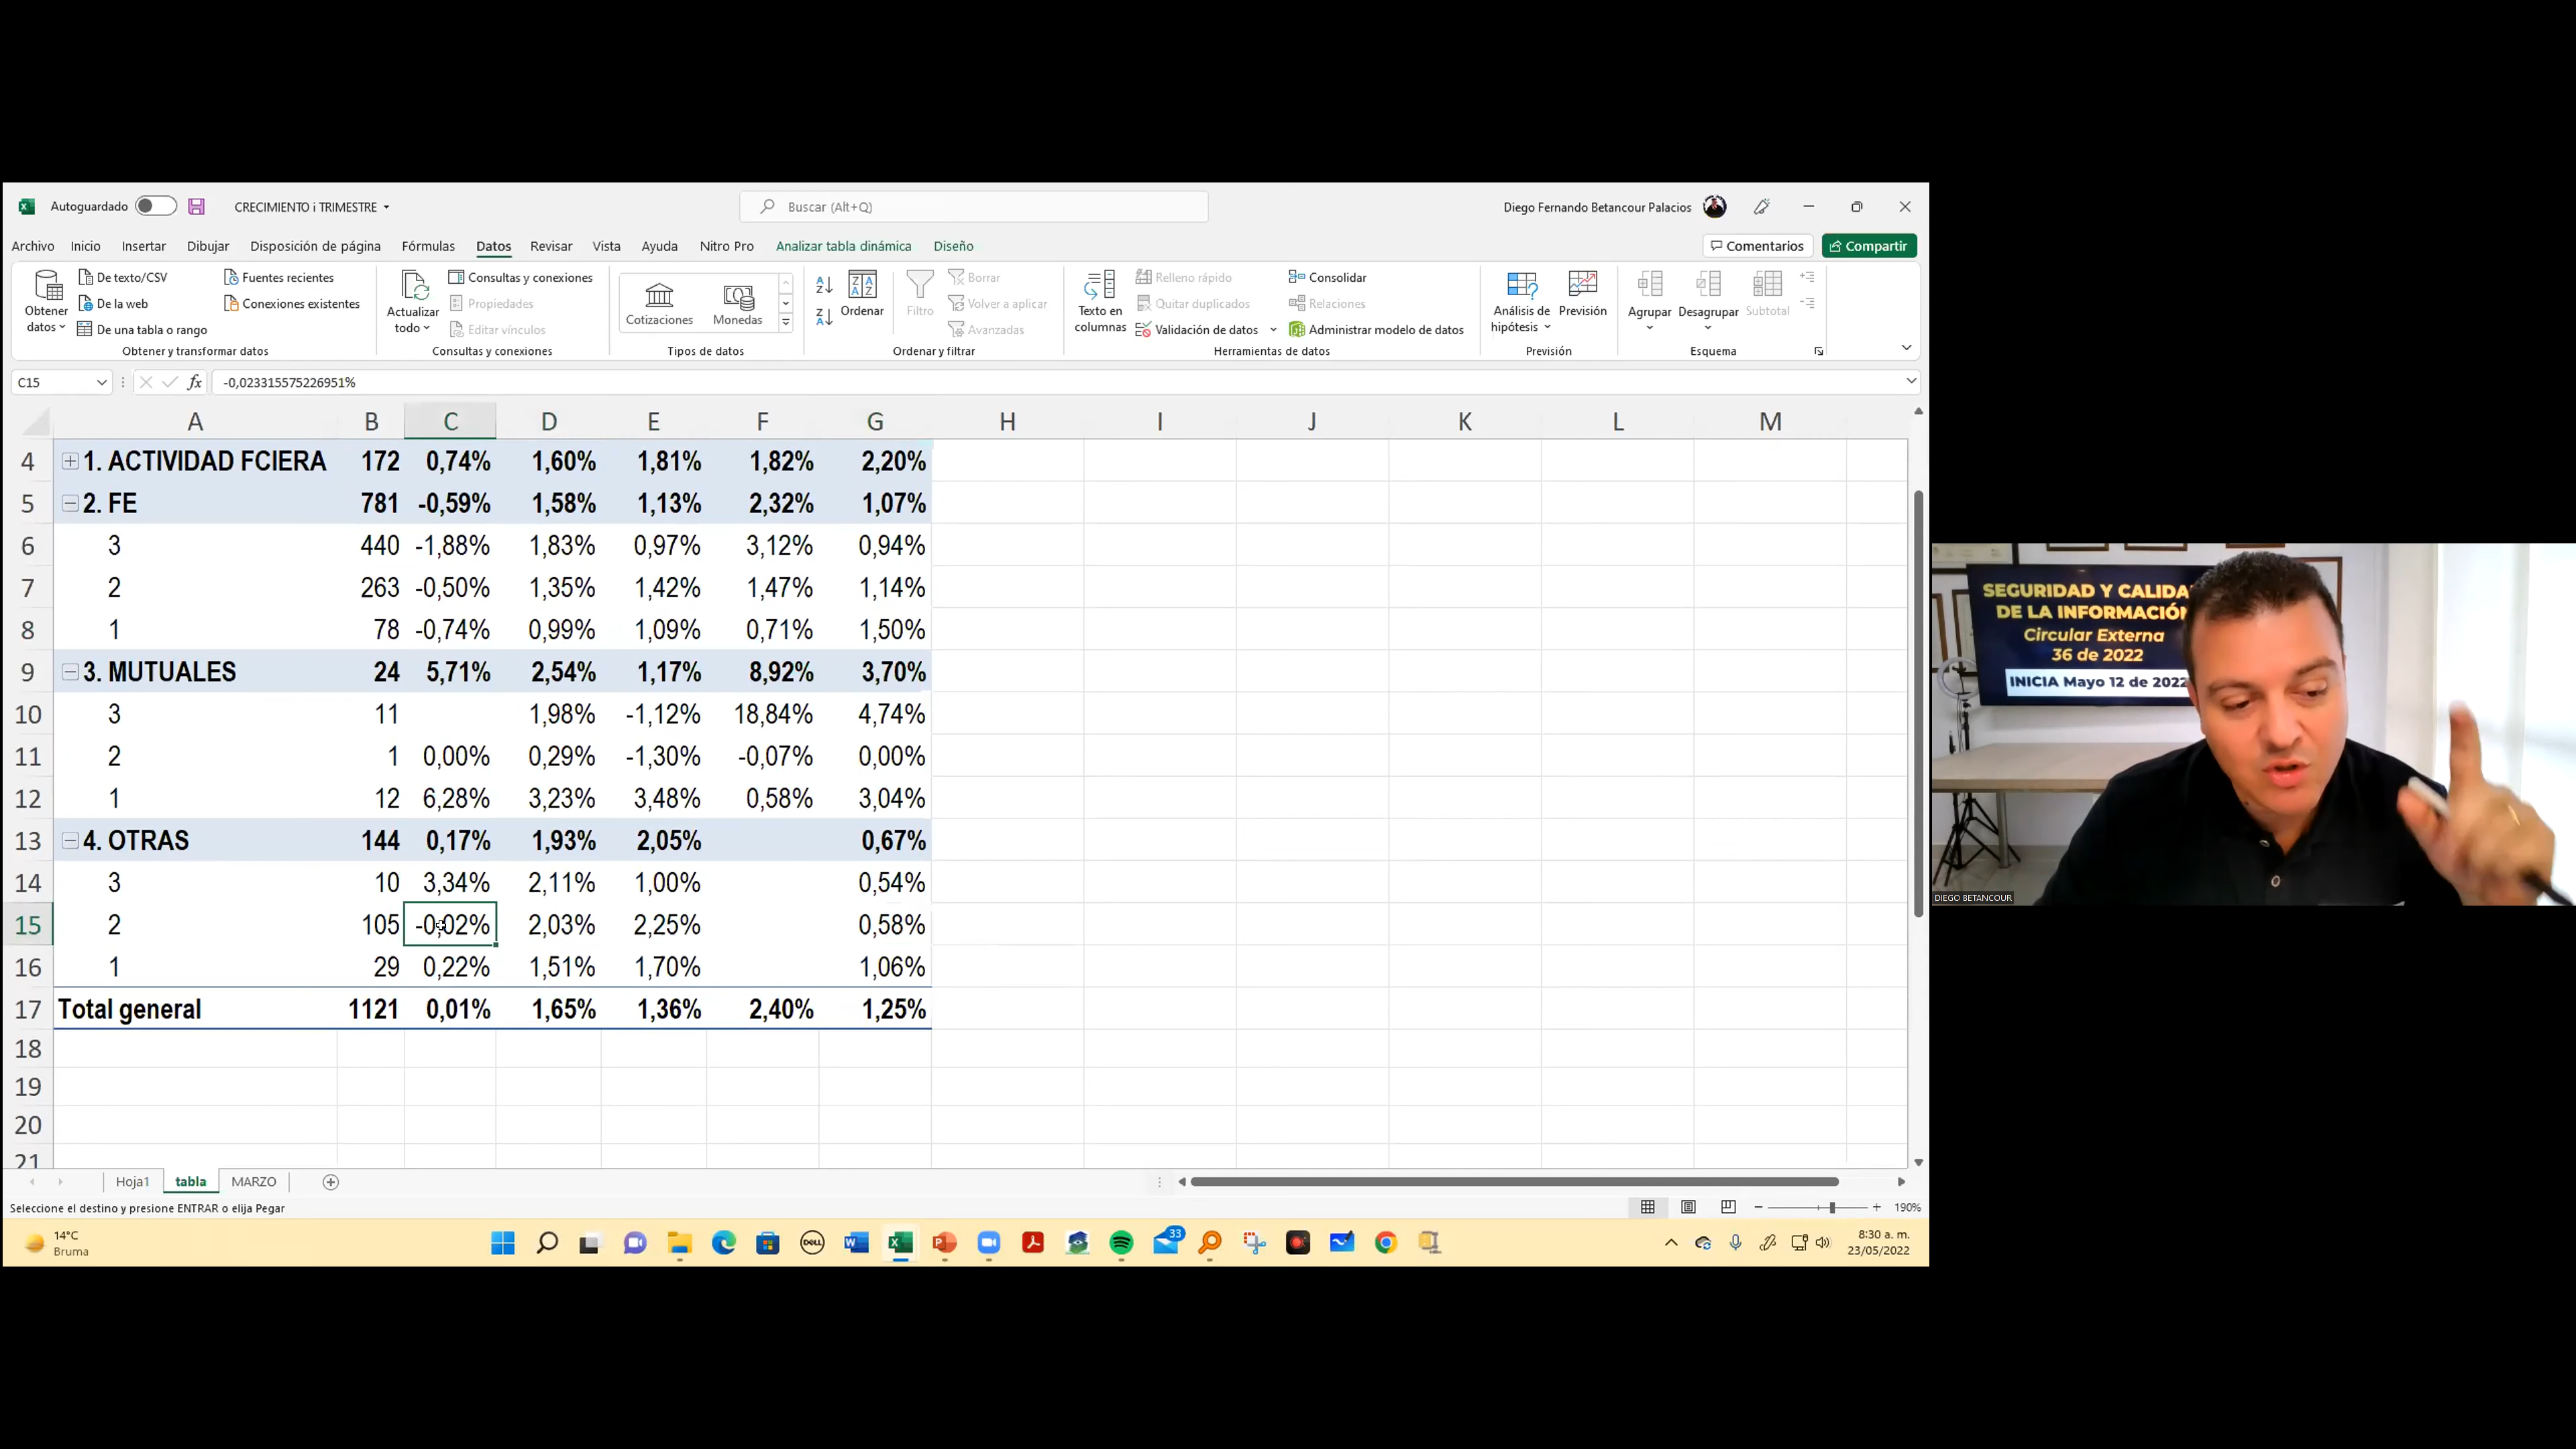 Autoguardado CRECIMIENTO i TRIMESTRE Buscar (Alt+Q) Diego Fernando Betancour Palacios
Archivo Inicio Insertar Dibujar Disposición de página Fórmulas Datos Revisar Vista Ayuda Nitro Pro Analizar tabla dinámica Diseño Comentarios Compartir
Obtener datos
De texto/CSV
De la web
De una tabla o rango
Fuentes recientes
Conexiones existentes
Obtener y transformar datos
Actualizar todo
Consultas y conexiones
Propiedades
Editar vínculos
Consultas y conexiones
Cotizaciones
Monedas
Tipos de datos
Ordenar
Filtro
Borrar
Volver a aplicar
Avanzadas
Ordenar y filtrar
Texto en columnas
Relleno rápido
Quitar duplicados
Validación de datos
Consolidar
Relaciones
Administrar modelo de datos
Herramientas de datos
Análisis de hipótesis
Previsión
Previsión
Agrupar
Desagrupar
Subtotal
Esquema
C15 fx -0,023315575226951%
A B C D E F G H I J K L M
4 1. ACTIVIDAD FCIERA 172 0,74% 1,60% 1,81% 1,82% 2,20%
5 2. FE 781 -0,59% 1,58% 1,13% 2,32% 1,07%
6 3 440 -1,88% 1,83% 0,97% 3,12% 0,94%
7 2 263 -0,50% 1,35% 1,42% 1,47% 1,14%
8 1 78 -0,74% 0,99% 1,09% 0,71% 1,50%
9 3. MUTUALES 24 5,71% 2,54% 1,17% 8,92% 3,70%
10 3 11 1,98% -1,12% 18,84% 4,74%
11 2 1 0,00% 0,29% -1,30% -0,07% 0,00%
12 1 12 6,28% 3,23% 3,48% 0,58% 3,04%
13 4. OTRAS 144 0,17% 1,93% 2,05% 0,67%
14 3 10 3,34% 2,11% 1,00% 0,54%
15 2 105 -0,02% 2,03% 2,25% 0,58%
16 1 29 0,22% 1,51% 1,70% 1,06%
17 Total general 1121 0,01% 1,65% 1,36% 2,40% 1,25%
18
19
20
21
Hoja1 tabla MARZO
Seleccione el destino y presione ENTRAR o elija Pegar 190%
14°C
Bruma
DELL
33
8:30 a. m.
23/05/2022
SEGURIDAD Y CALIDA
DE LA INFORMACIÓN
Circular Externa
36 de 2022
INICIA Mayo 12 de 2022
DIEGO BETANCOUR